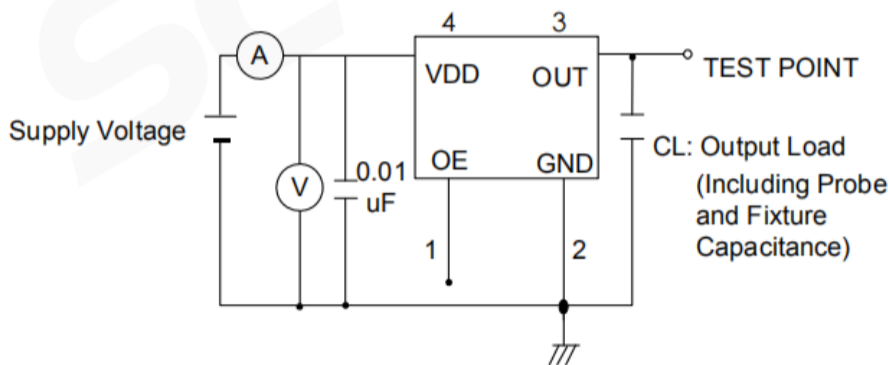 4
3
A
VDD
OUT
TEST POINT
Supply Voltage
OE
GND
CL: Output Load
V
0.01
uF
(Including Probe
and Fixture
Capacitance)
1
2